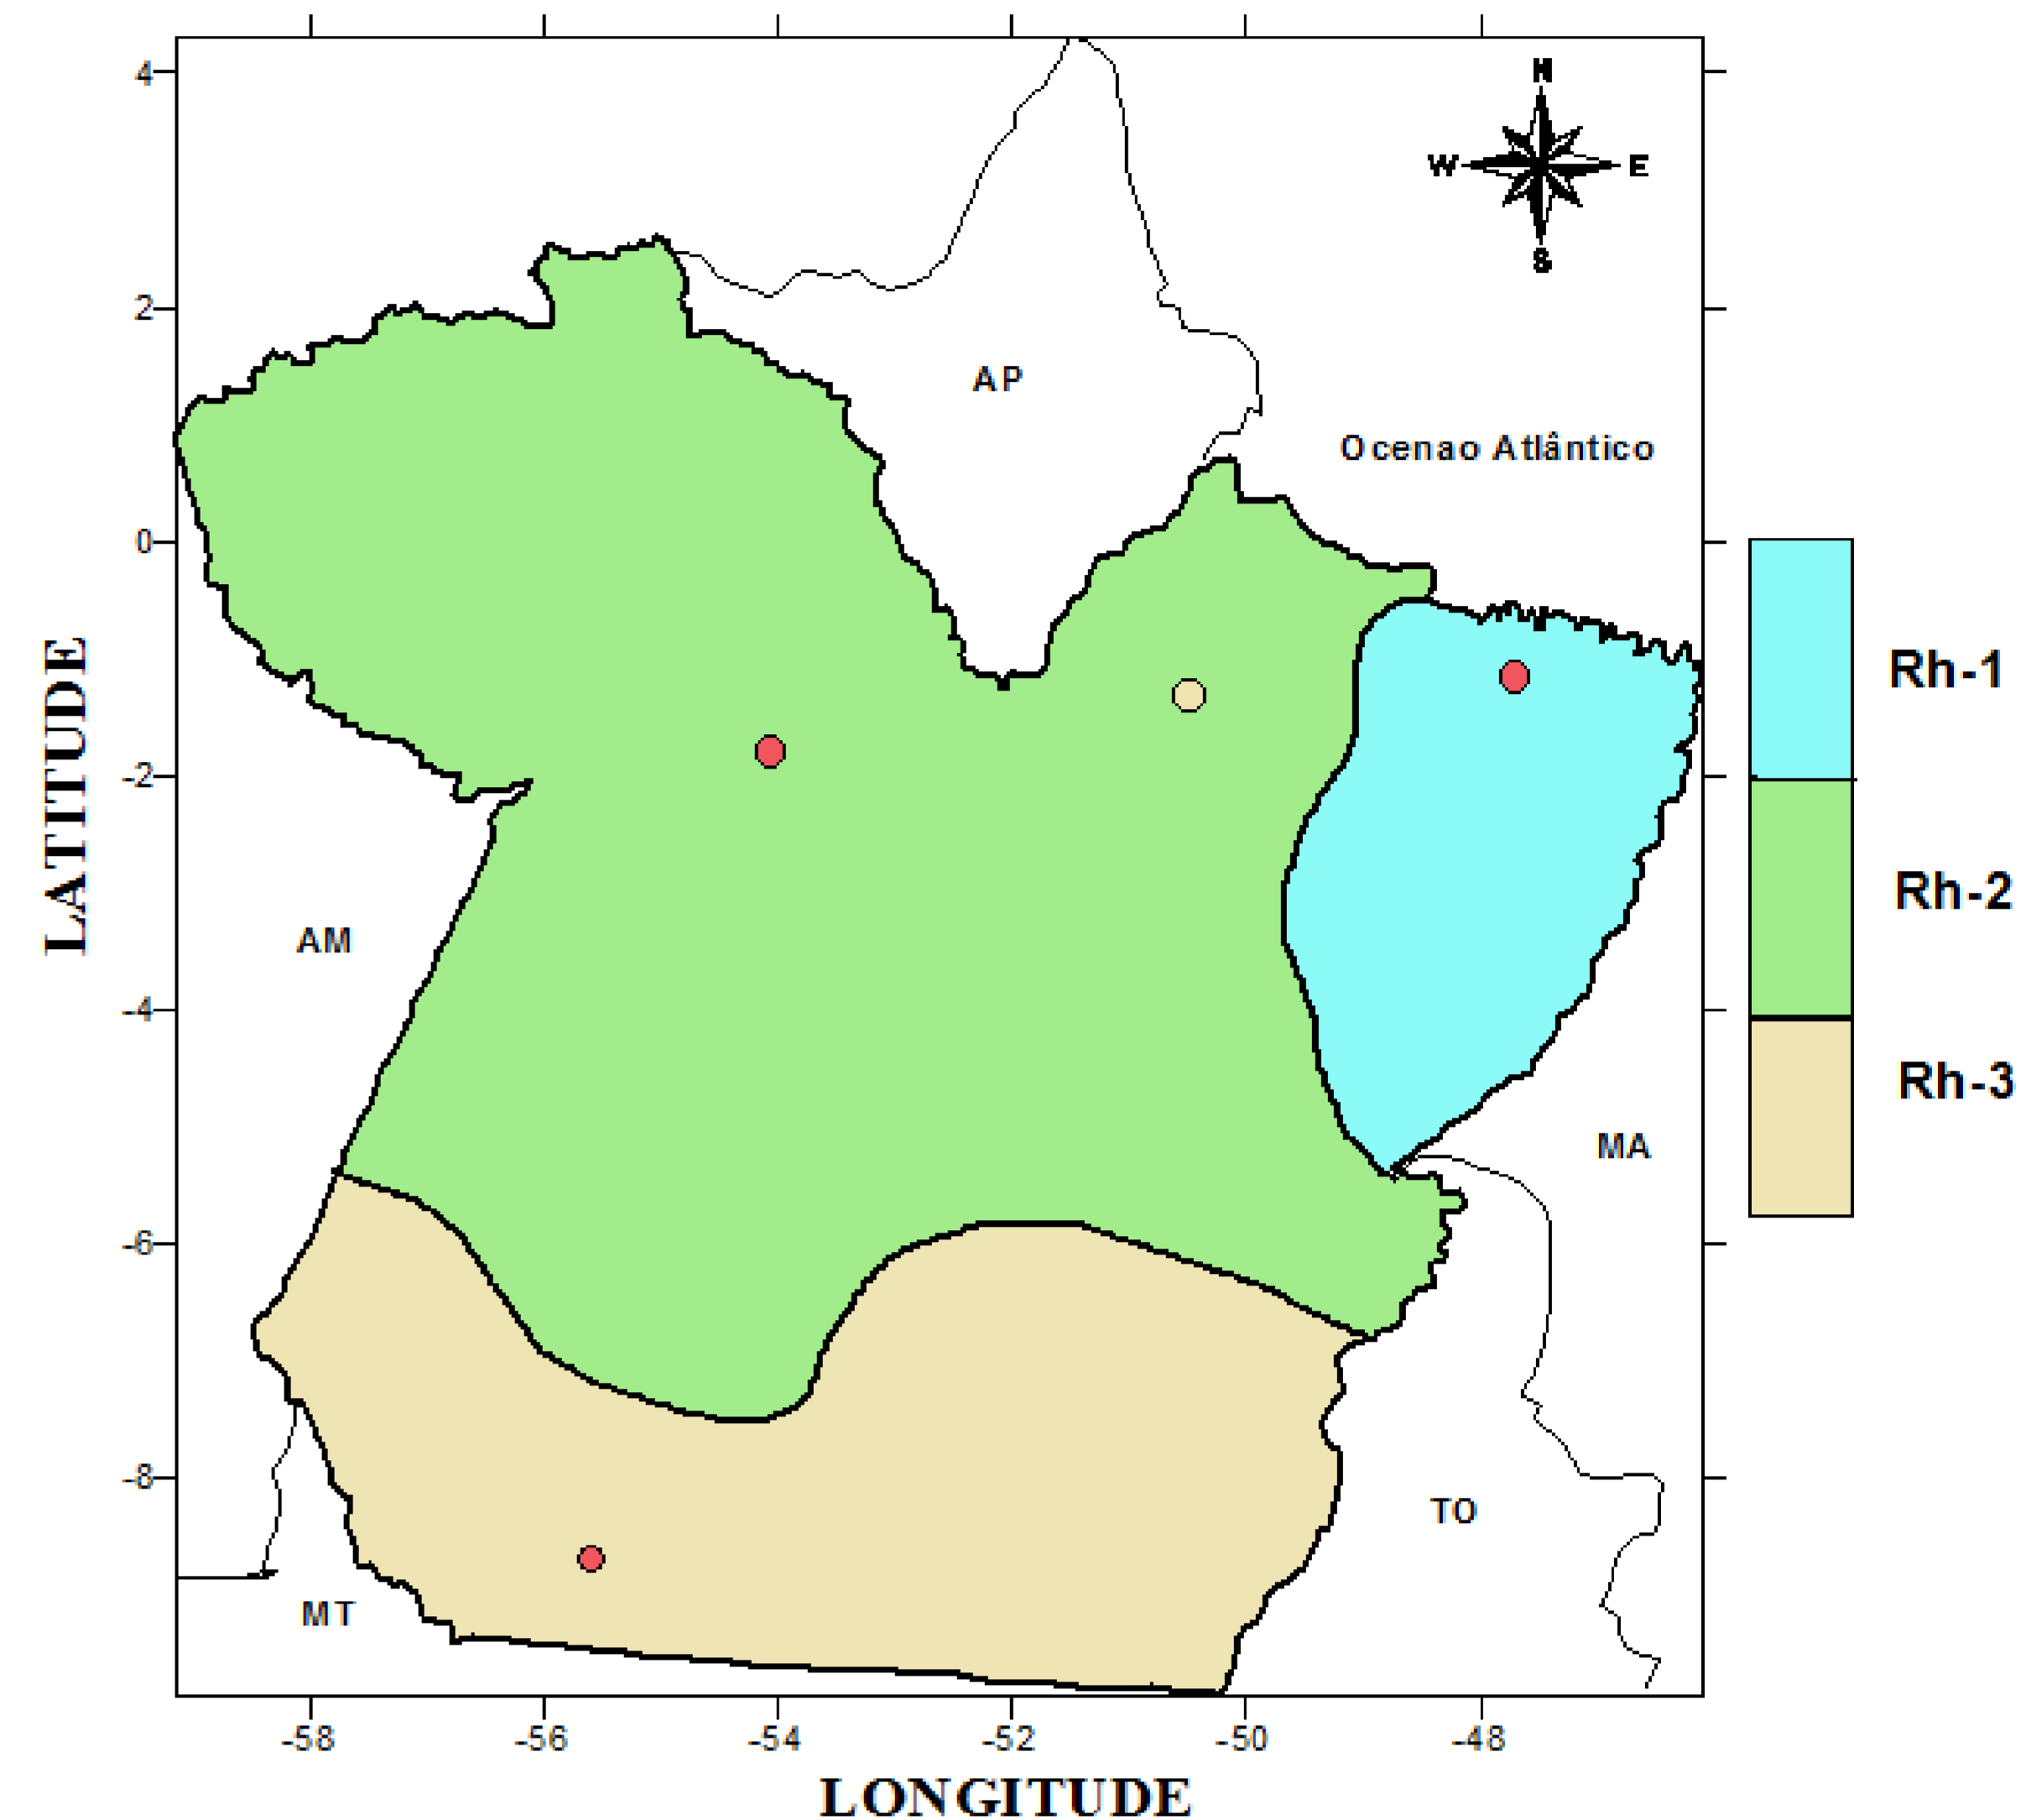 N
4
W E
S
2
AP
Ocenao Atlântico
0
Rh-1
-2
LATITUDE
Rh-2
AM
-4
Rh-3
MA
-6
-8
TO
MT
-58 -56 -54 -52 -50 -48
LONGITUDE